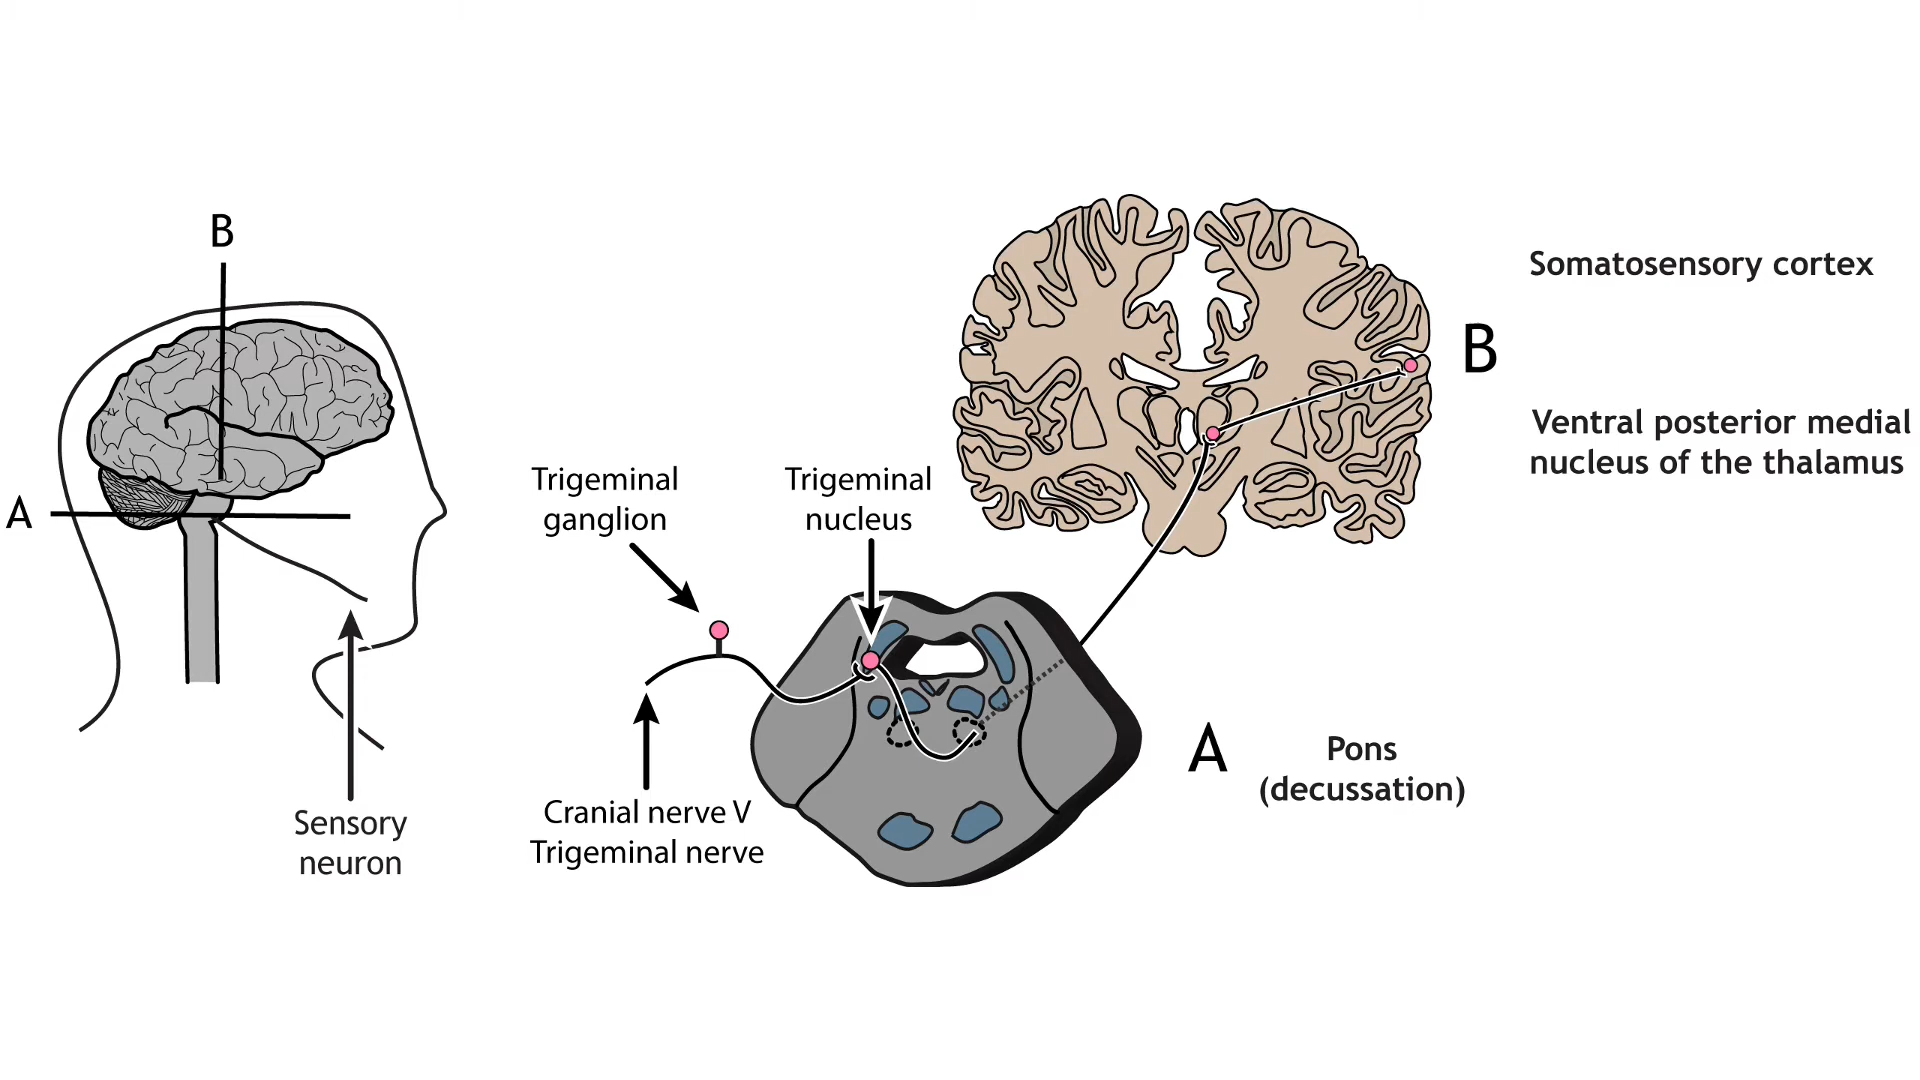 B
A
Sensory
neuron
Trigeminal
ganglion
Trigeminal
nucleus
Cranial nerve V
Trigeminal nerve
Somatosensory cortex
B
Ventral posterior medial
nucleus of the thalamus
A
Pons
(decussation)